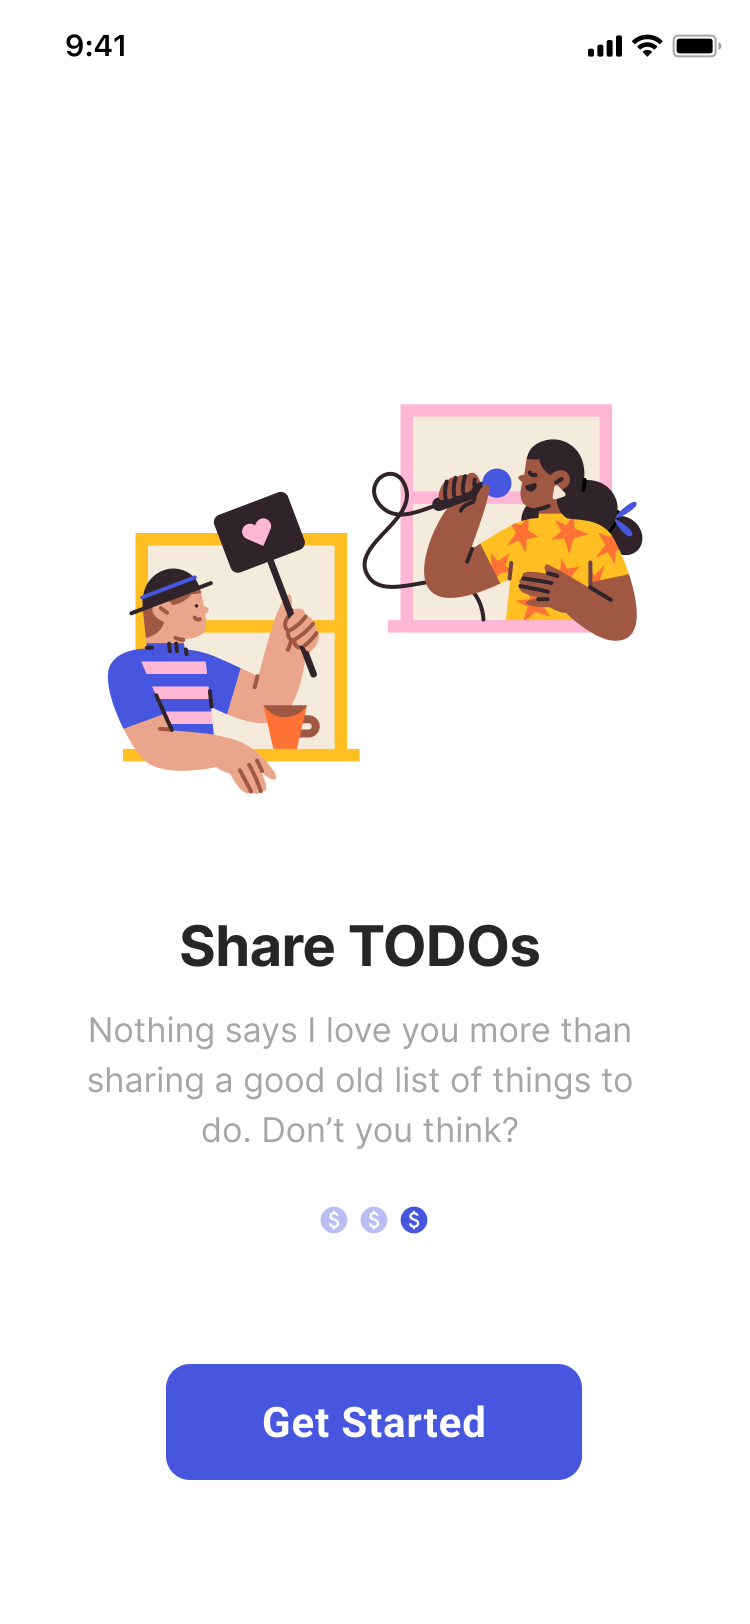 9:41
Share TODOs
Nothing says I love you more than
sharing a good old list of things to
do. Don’t you think?
$ $ $
Get Started